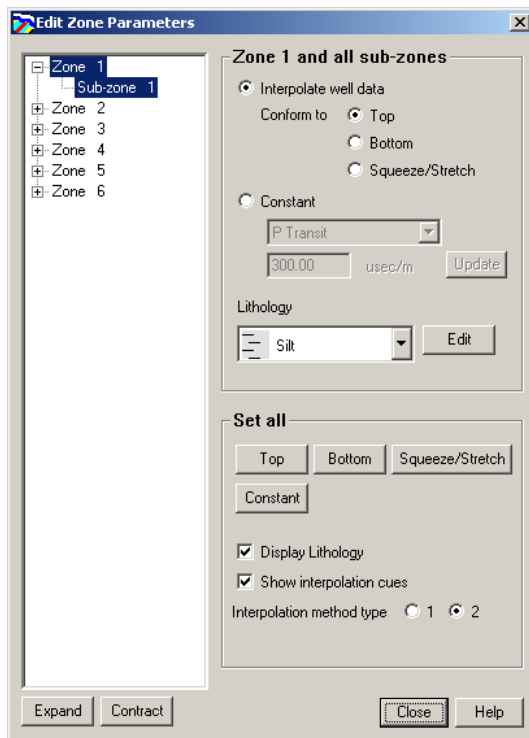 Edit Zone Parameters
Zone 1
Sub-zone 1
Zone 2
Zone 3
Zone 4
Zone 5
Zone 6
Expand
Contract
Zone 1 and all sub-zones
Interpolate well data
Conform to
Top
Bottom
Squeeze/Stretch
Constant
P Transit
300.00 usec/m Update
Lithology
Silt
Edit
Set all
Top Bottom Squeeze/Stretch
Constant
Display Lithology
Show interpolation cues
Interpolation method type 1 2
Close Help